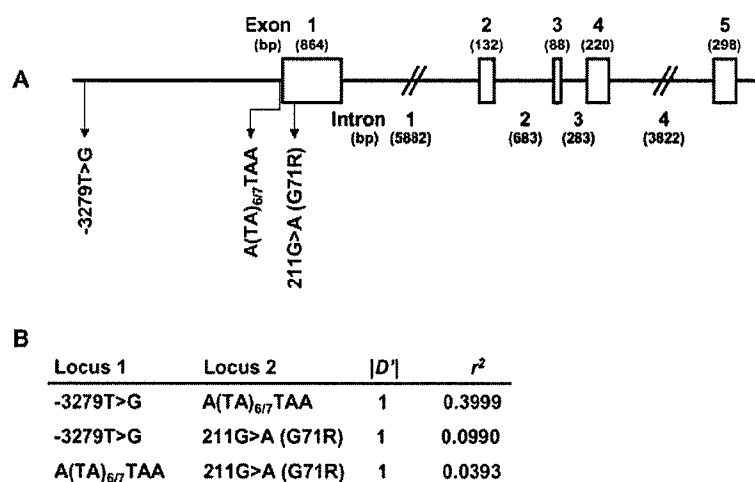 Exon 1 2 3 4 5
(bp) (864) (132) (88) (220) (298)
A
Intron 1 2 3 4
(bp) (5882) (683) (283) (3822)
-3279T>G
A(TA)6/7TAA
211G>A (G71R)
B
Locus 1 Locus 2 |D'| r²
-3279T>G A(TA)6/7TAA 1 0.3999
-3279T>G 211G>A (G71R) 1 0.0990
A(TA)6/7TAA 211G>A (G71R) 1 0.0393